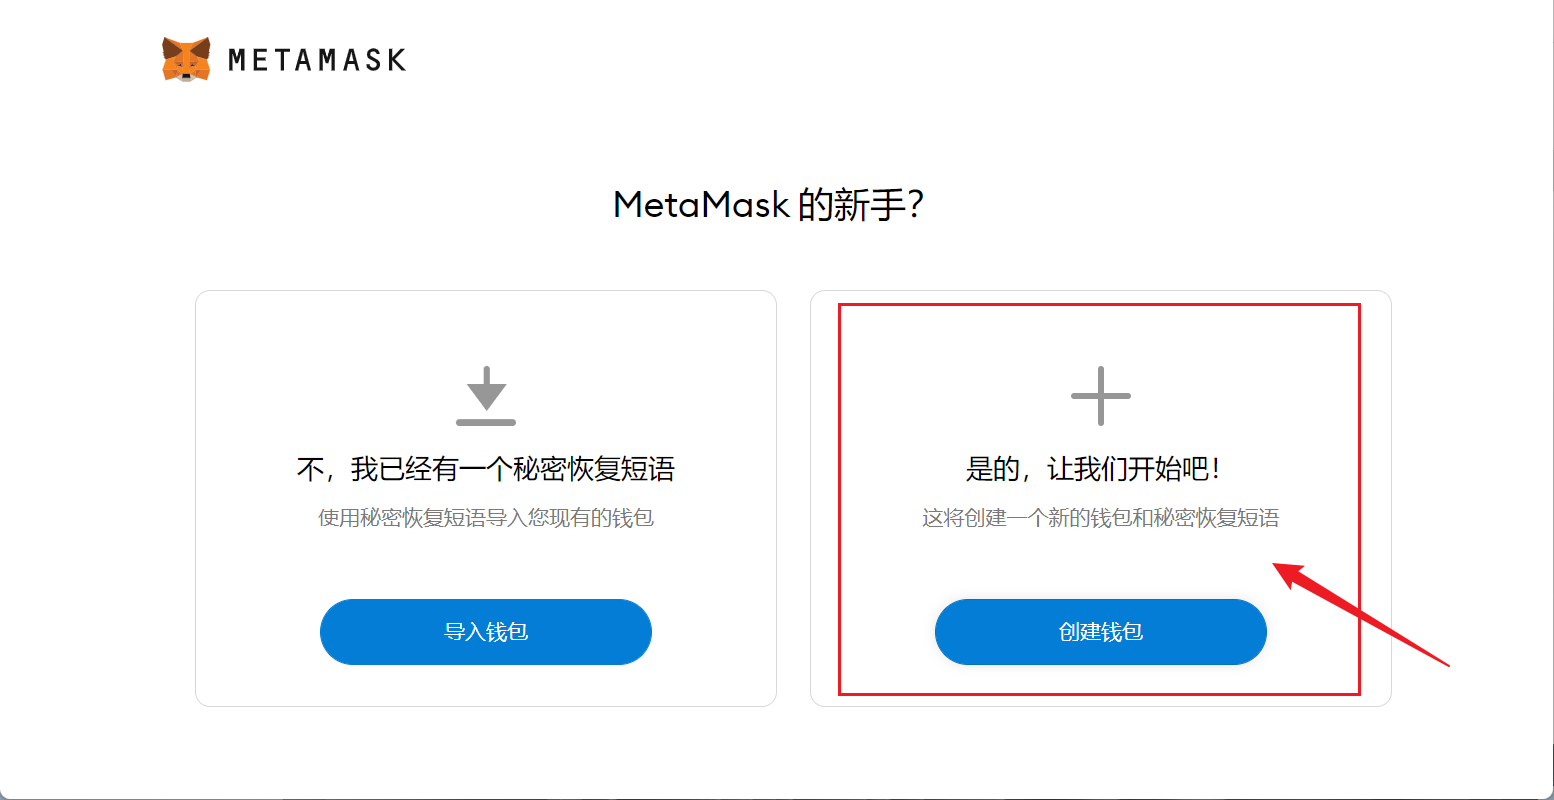 METAMASK
MetaMask 的新手?
不，我已经有一个秘密恢复短语
使用秘密恢复短语导入您现有的钱包
导入钱包
是的，让我们开始吧！
这将创建一个新的钱包和秘密恢复短语
创建钱包